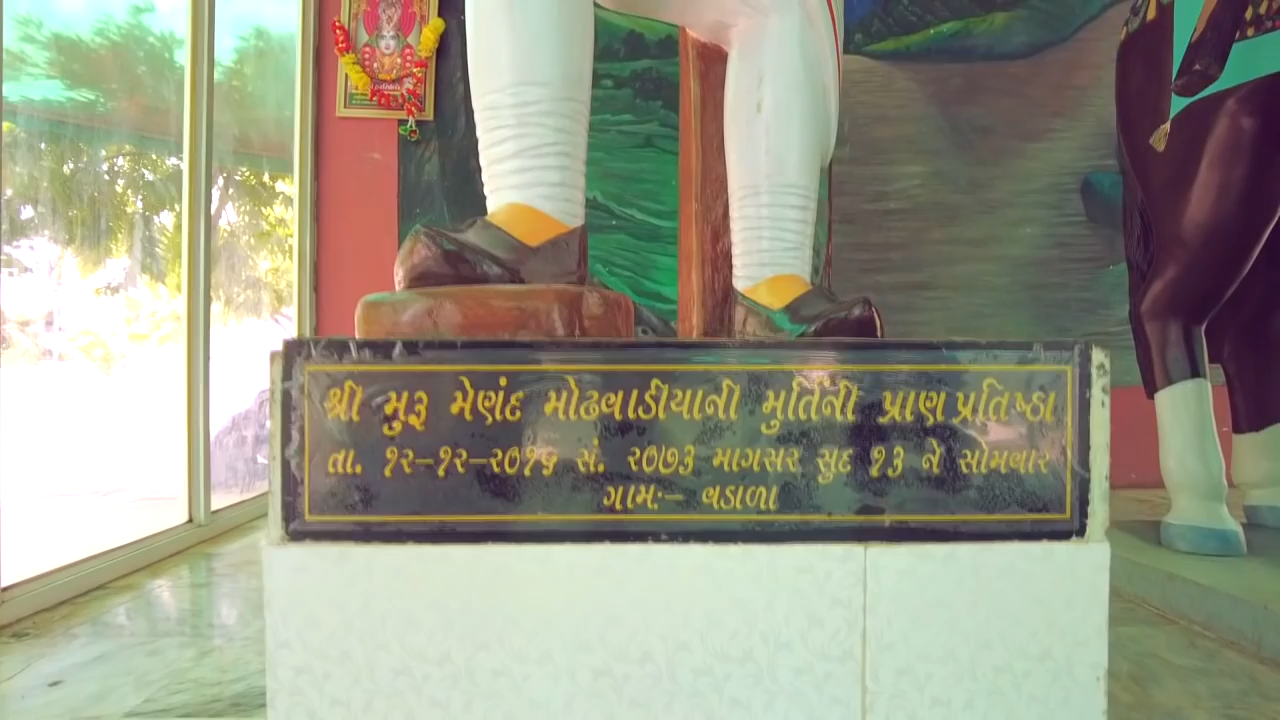 શ્રી મુરૂ મેણંદ મોઢવાડીયાની મુર્તિની પ્રાણ પ્રતિષ્ઠા
તા. ૧૨–૧૨–૨૦૧૬ સં. ૨૦૭૩ માગસર સુદ ૧૩ ને સોમવાર
ગામઃ– વડાળા